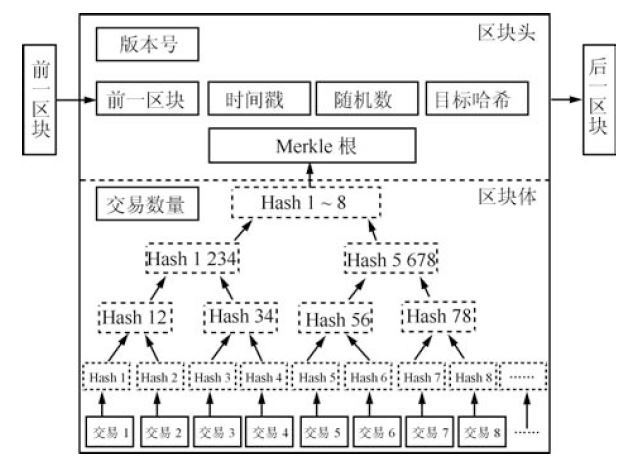 版本号
区块头
前一区块
前一区块
时间戳
随机数
目标哈希
后一区块
Merkle 根
交易数量
Hash 1 ~ 8
区块体
Hash 1 234
Hash 5 678
Hash 12
Hash 34
Hash 56
Hash 78
Hash 1
Hash 2
Hash 3
Hash 4
Hash 5
Hash 6
Hash 7
Hash 8
……
交易 1
交易 2
交易 3
交易 4
交易 5
交易 6
交易 7
交易 8
……